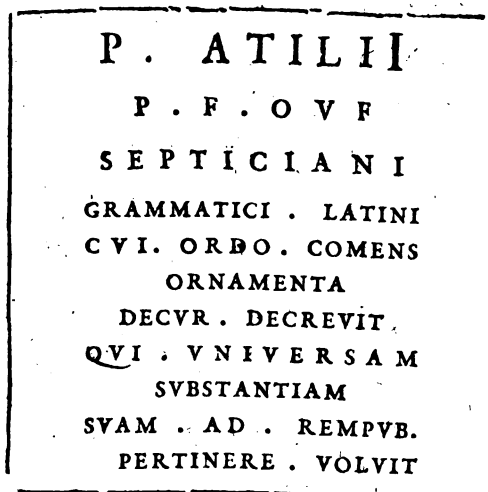 P . ATILII
P . F . OVF
SEPTICIANI
GRAMMATICI . LATINI
CVI . ORDO . COMENS
ORNAMENTA
DECVR . DECREVIT
QVI . VNIVERSAM
SVBSTANTIAM
SVAM . AD . REMPVB.
PERTINERE . VOLVIT